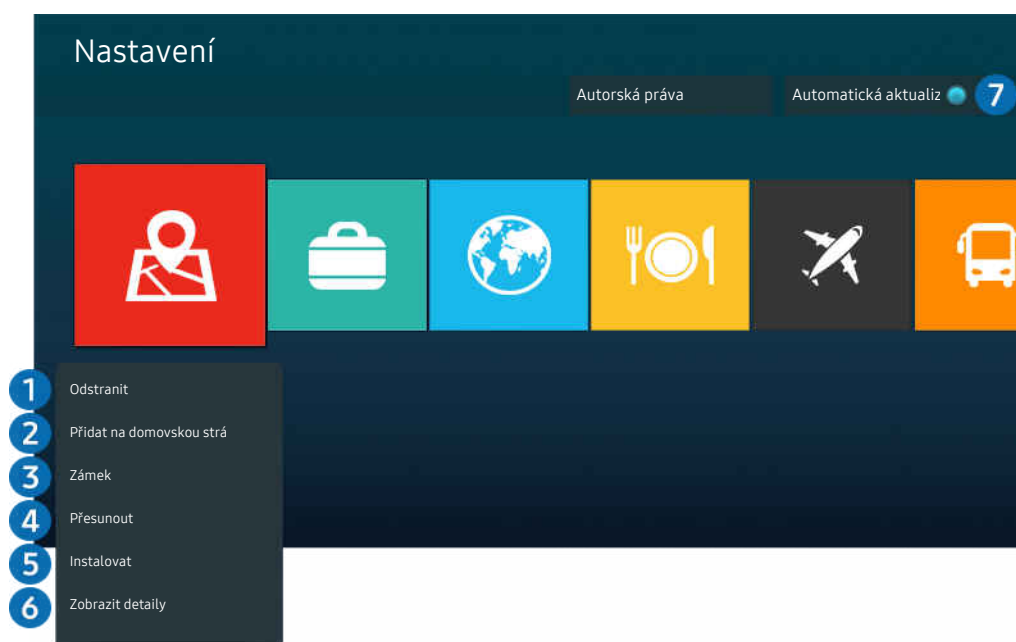 Nastavení
Autorská práva
Automatická aktualiz
7
1 Odstranit
2 Přidat na domovskou strá
3 Zámek
4 Přesunout
5 Instalovat
6 Zobrazit detaily